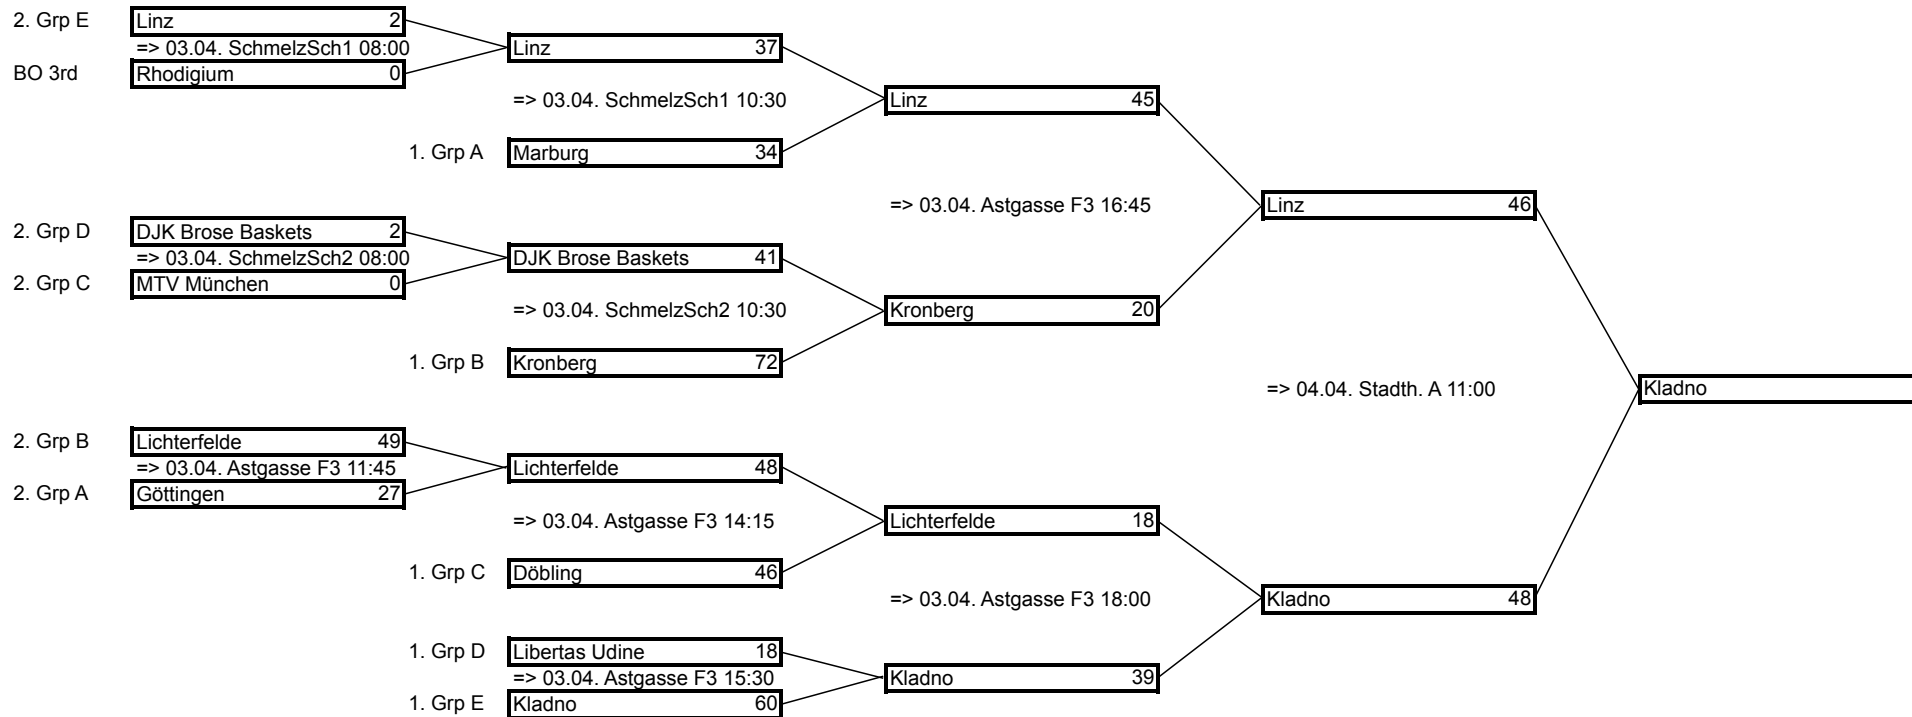 2. Grp E Linz 2
=> 03.04. SchmelzSch1 08:00
Linz 37
BO 3rd Rhodigium 0
=> 03.04. SchmelzSch1 10:30
Linz 45
1. Grp A Marburg 34
=> 03.04. Astgasse F3 16:45
Linz 46
2. Grp D DJK Brose Baskets 2
=> 03.04. SchmelzSch2 08:00
DJK Brose Baskets 41
2. Grp C MTV München 0
=> 03.04. SchmelzSch2 10:30
Kronberg 20
1. Grp B Kronberg 72
=> 04.04. Stadth. A 11:00
Kladno
2. Grp B Lichterfelde 49
=> 03.04. Astgasse F3 11:45
Lichterfelde 48
2. Grp A Göttingen 27
=> 03.04. Astgasse F3 14:15
Lichterfelde 18
1. Grp C Döbling 46
=> 03.04. Astgasse F3 18:00
Kladno 48
1. Grp D Libertas Udine 18
=> 03.04. Astgasse F3 15:30
Kladno 39
1. Grp E Kladno 60